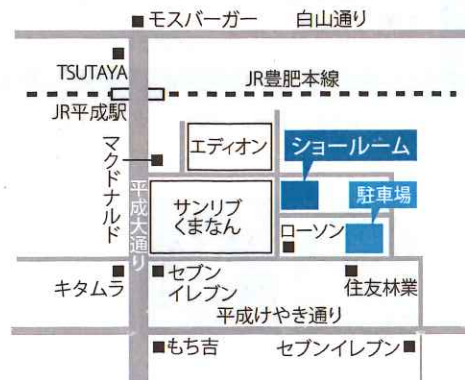 モスバーガー
白山通り
TSUTAYA
JR豊肥本線
JR平成駅
マクドナルド
エディオン
ショールーム
駐車場
平成大通り
サンリブ
くまなん
ローソン
キタムラ
セブン
イレブン
住友林業
平成けやき通り
もち吉
セブンイレブン